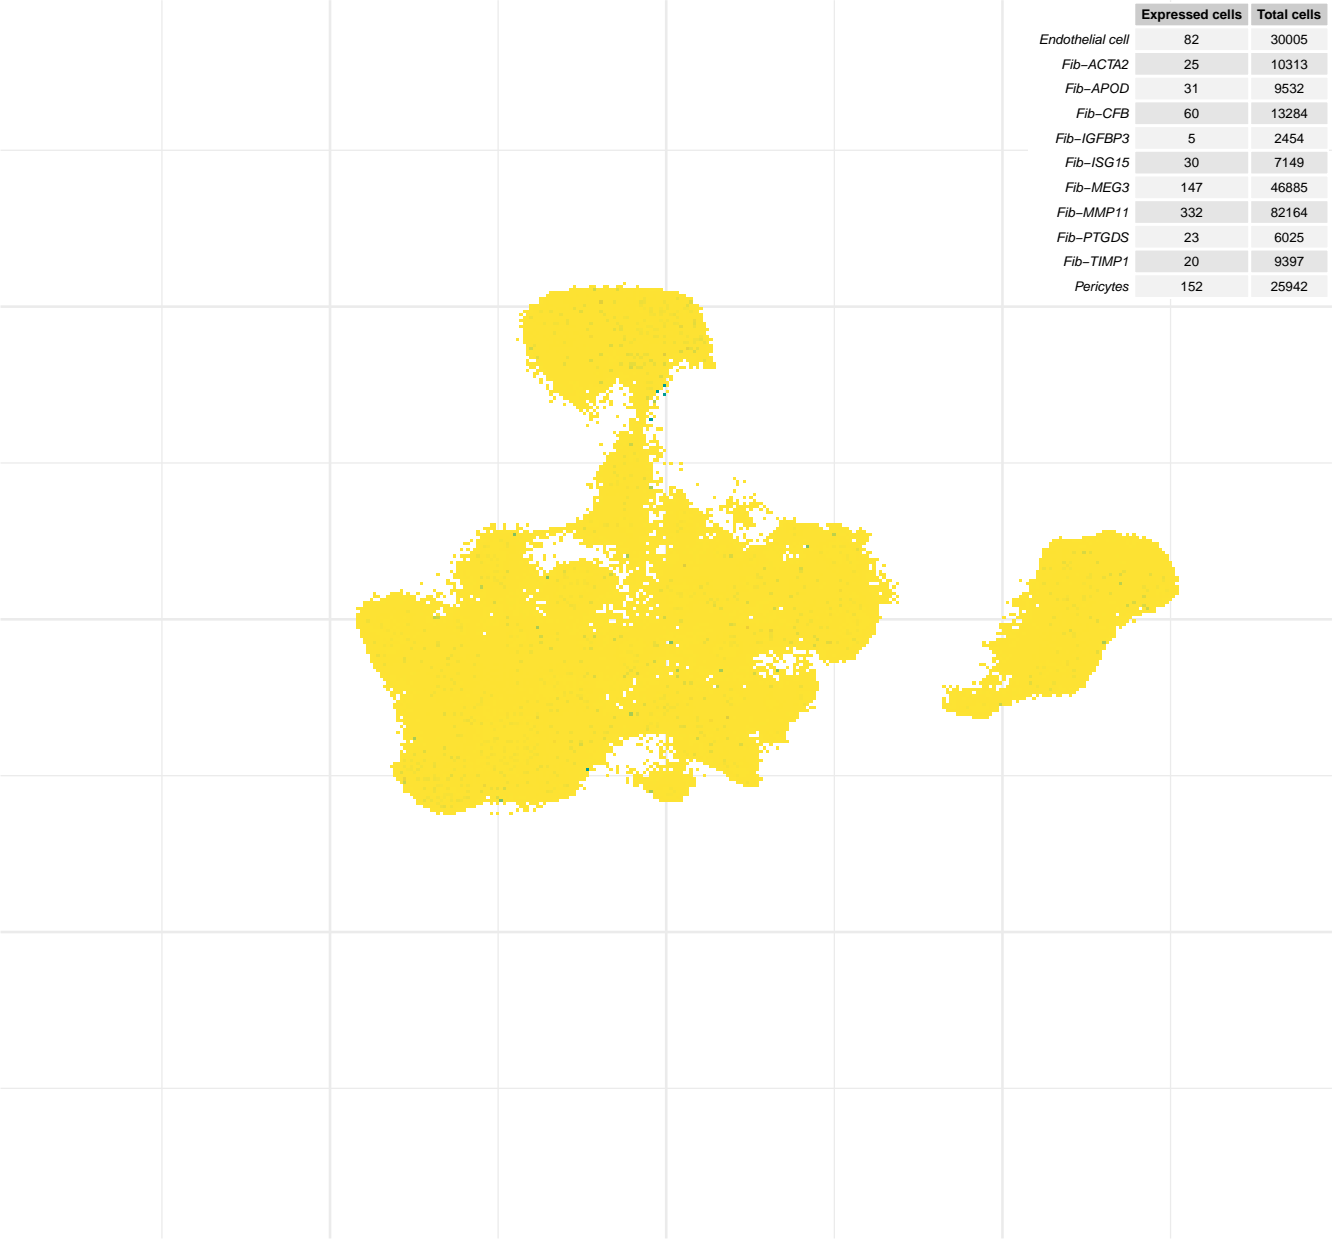 Expressed cells Total cells
Endothelial cell 82 30005
Fib−ACTA2 25 10313
Fib−APOD 31 9532
Fib−CFB 60 13284
Fib−IGFBP3 5 2454
Fib−ISG15 30 7149
Fib−MEG3 147 46885
Fib−MMP11 332 82164
Fib−PTGDS 23 6025
Fib−TIMP1 20 9397
Pericytes 152 25942